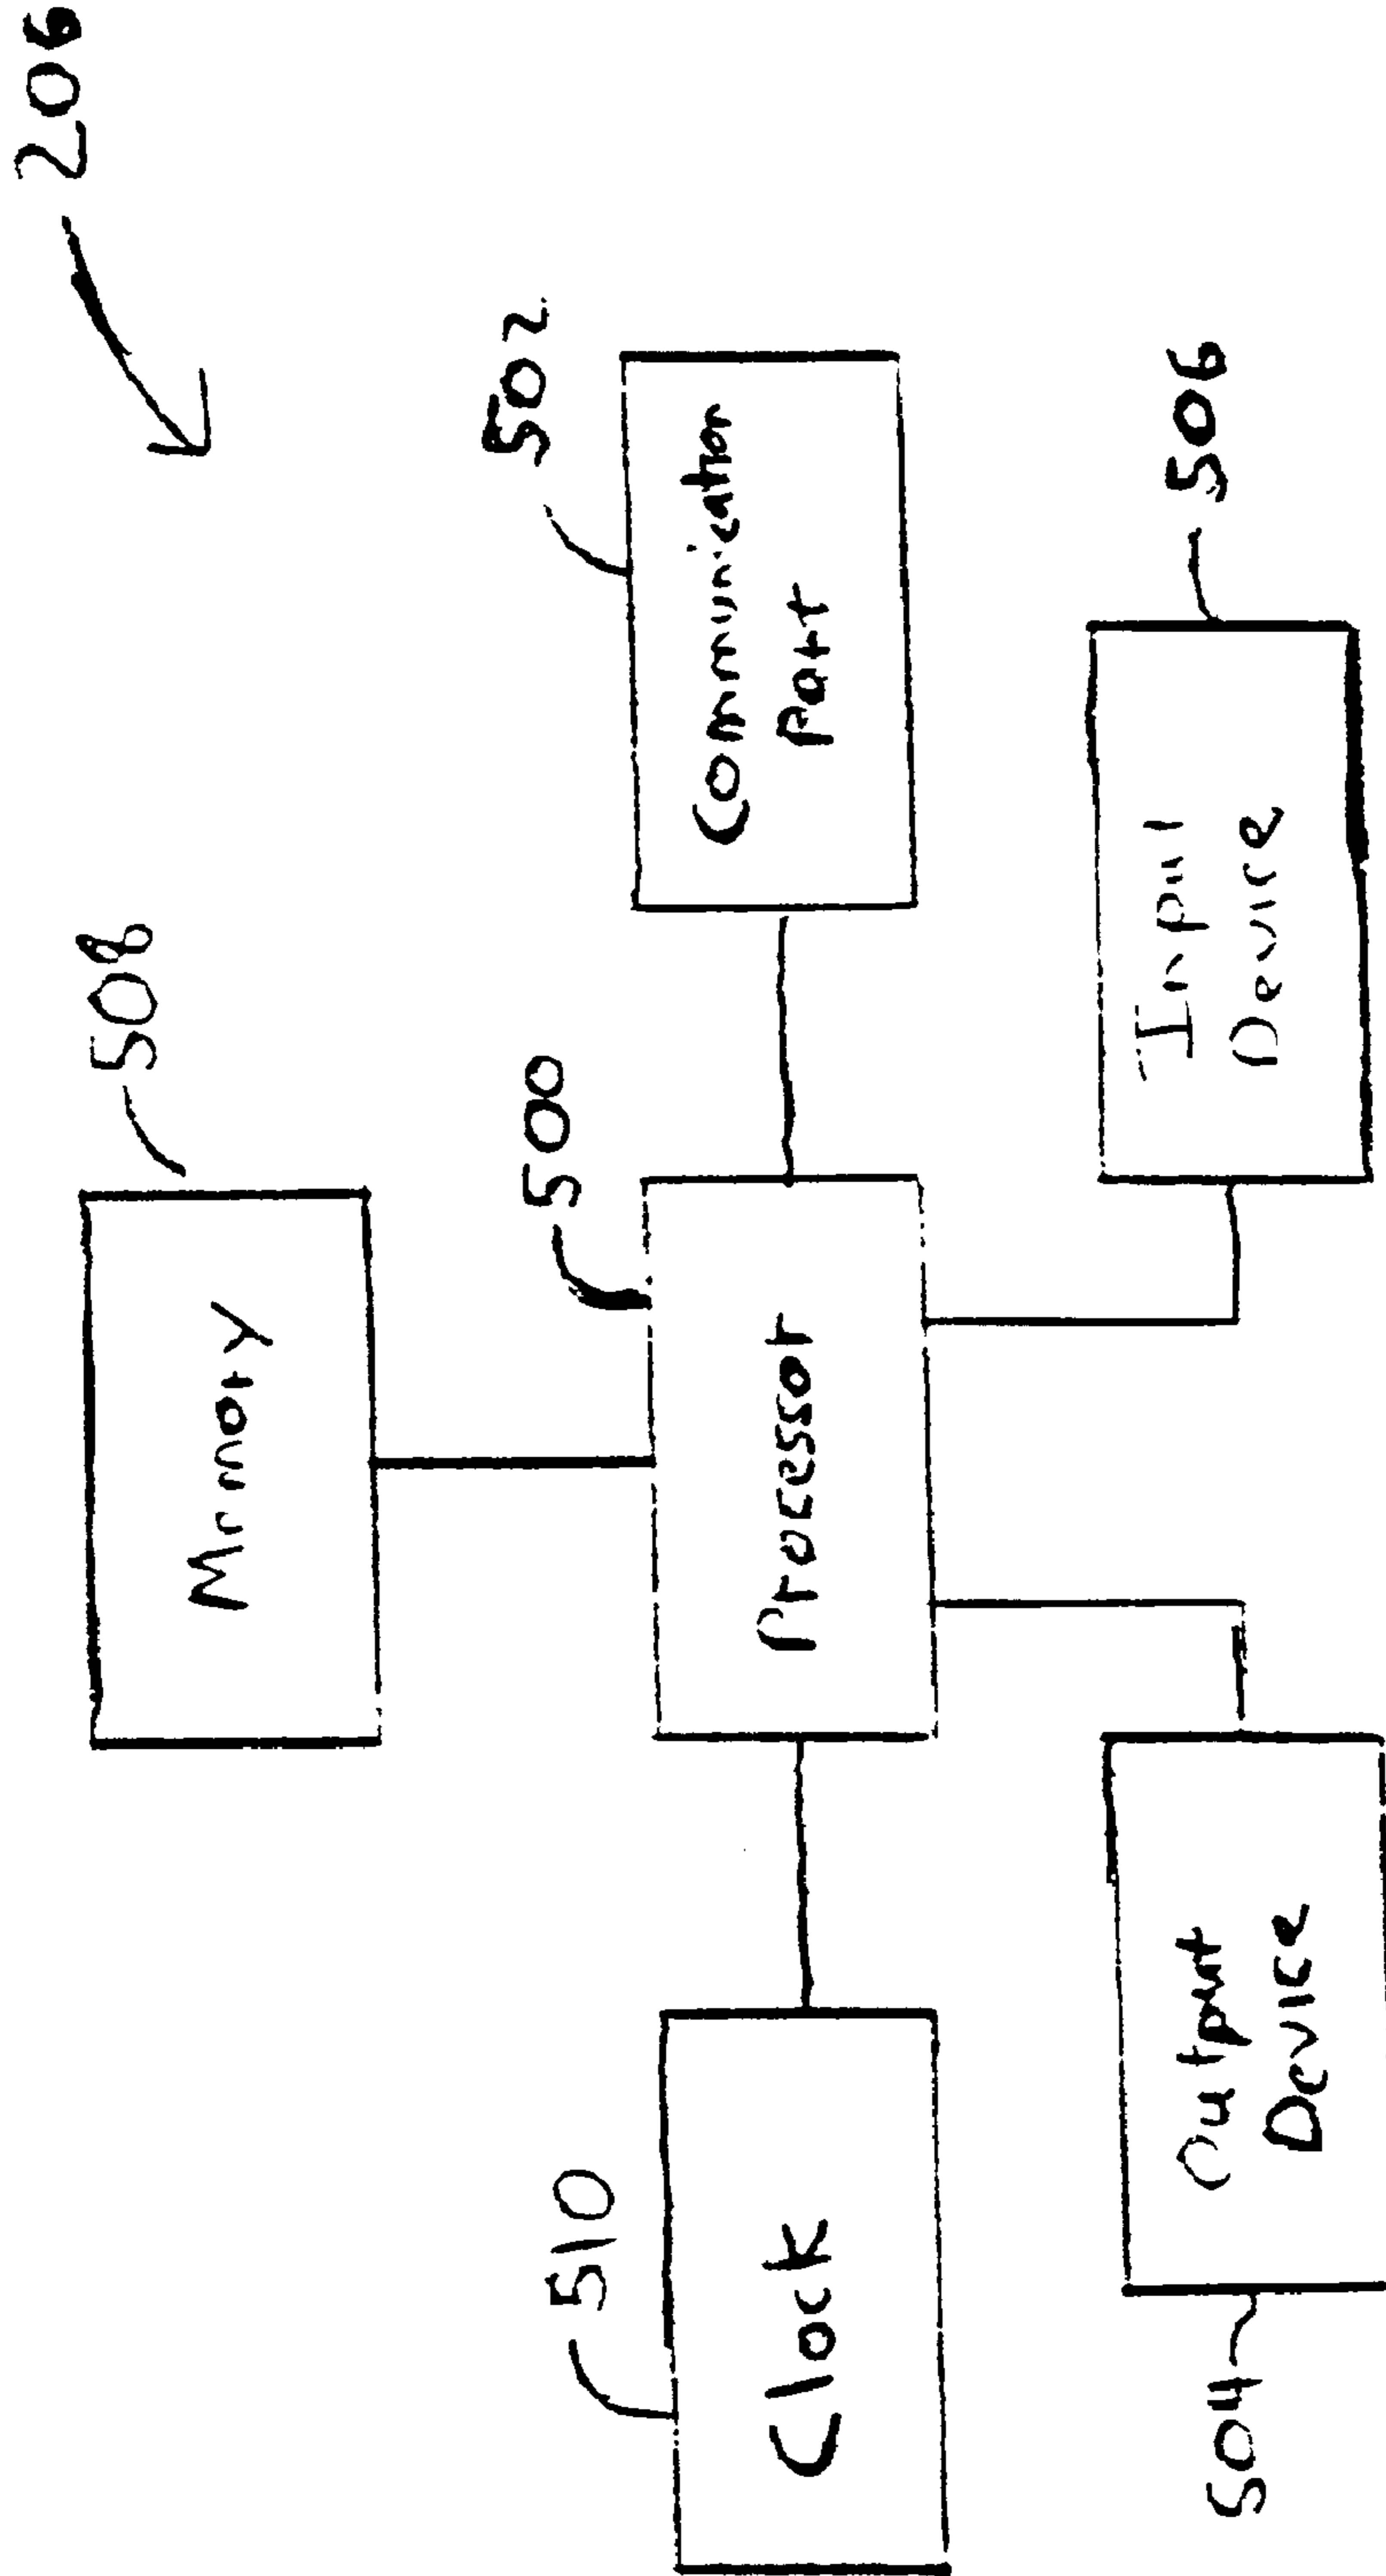 206
508
Memory
510
500
502
Clock
Processor
Communication
Port
504
Output
Device
Input
Device
506